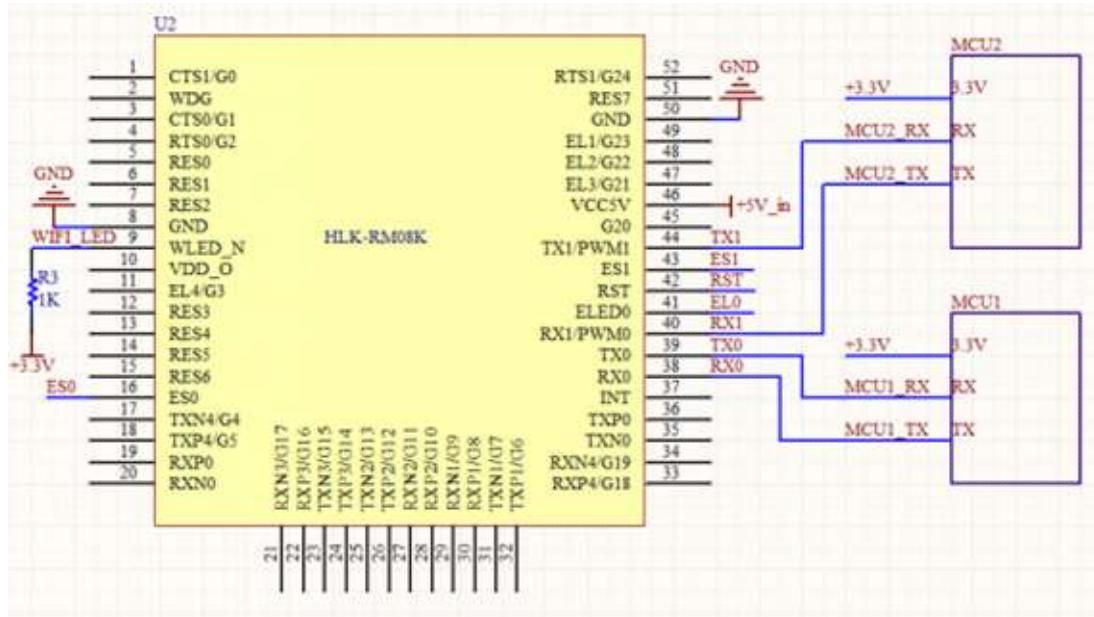 U2
1 CTS1/G0
2 WDG
3 CTS0/G1
4 RTS0/G2
5 RES0
6 RES1
7 RES2
8 GND
9 WLED_N
10 VDD_O
11 EL4/G3
12 RES3
13 RES4
14 RES5
15 RES6
16 ES0
17 TXN4/G4
18 TXP4/G5
19 RXP0
20 RXN0
GND
WIFI_LED
R3
1K
+3.3V
ES0
HLK-RM08K
21 RXN3/G17
22 RXP3/G16
23 TXN3/G15
24 TXP3/G14
25 TXN2/G13
26 TXP2/G12
27 RXN2/G11
28 RXP2/G10
29 RXN1/G9
30 RXP1/G8
31 TXN1/G7
32 TXP1/G6
RTS1/G24 52
RES7 51
GND 50
EL1/G23 49
EL2/G22 48
EL3/G21 47
VCC5V 46
G20 45
TX1/PWM1 44 TX1
ES1 43 ES1
RST 42 RST
ELED0 41 EL0
RX1/PWM0 40 RX1
TX0 39 TX0
RX0 38 RX0
INT 37
TXP0 36
TXN0 35
RXN4/G19 34
RXP4/G18 33
GND
+5V_in
MCU2
+3.3V 3.3V
MCU2_RX RX
MCU2_TX TX
MCU1
+3.3V 3.3V
MCU1_RX RX
MCU1_TX TX